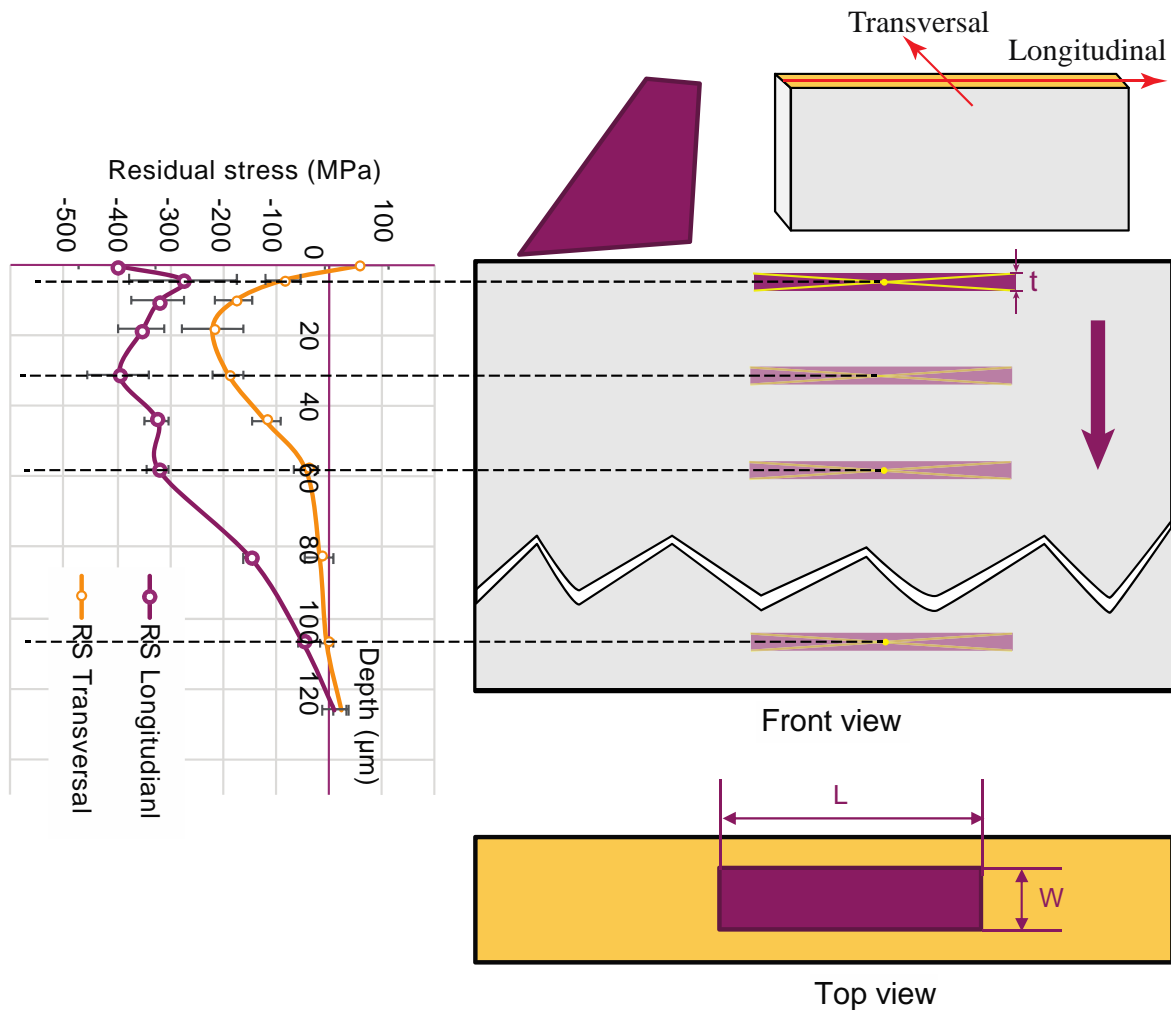 Transversal
Longitudinal
Residual stress (MPa)
-500
-400
-300
-200
-100
0
100
20
40
60
80
100
120
Depth (μm)
RS Longitudianl
RS Transversal
t
Front view
L
W
Top view